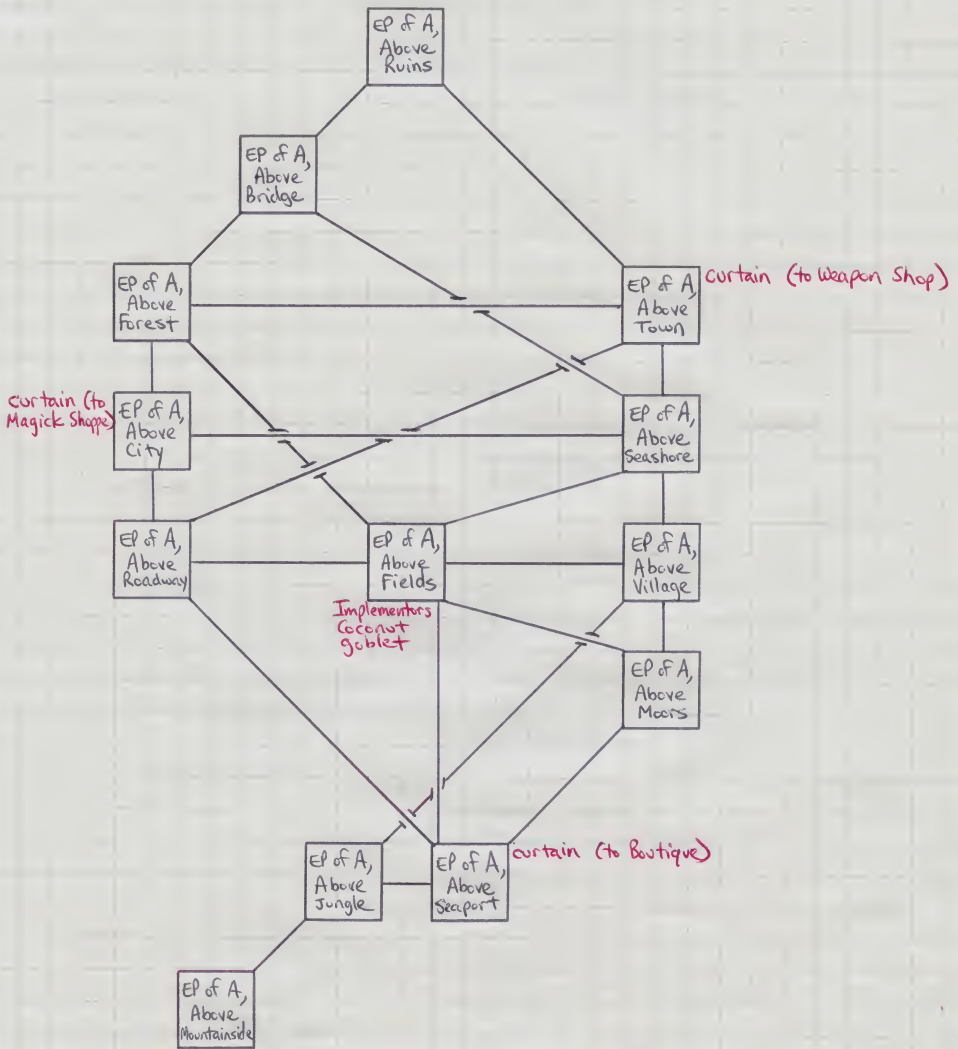 EP of A,
Above
Ruins
EP of A,
Above
Bridge
EP of A,
Above
Forest
EP of A,
Above
Town
curtain (to Weapon Shop)
curtain (to
Magick Shoppe)
EP of A,
Above
City
EP of A,
Above
Seashore
EP of A,
Above
Roadway
EP of A,
Above
Fields
Implementors
Coconut
goblet
EP of A,
Above
Village
EP of A,
Above
Moors
EP of A,
Above
Jungle
EP of A,
Above
Seaport
curtain (to Boutique)
EP of A,
Above
Mountainside